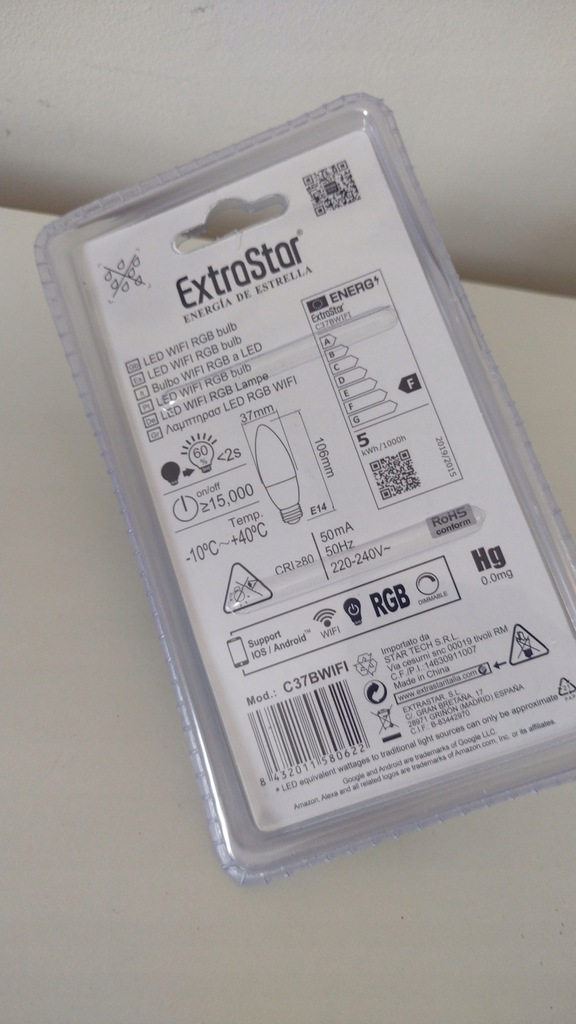 ExtraStar®
ENERGÍA DE ESTRELLA
LED WIFI RGB bulb
LED WIFI RGB bulb
Bulbo WIFI RGB a LED
LED WIFI RGB bulb
LED WIFI RGB Lampe
Λαμπτηρασ LED RGB WIFI
ENERG
ExtraStar
C37BWIFI
A
B
C
D
E
F
G
F
5
kWh/1000h
2019/2015
60
%
<2s
on/off
≥15,000
Temp.
-10ºC~+40ºC
37mm
106mm
E14
CRI≥80
50mA
50Hz
220-240V~
RoHS
conform
Hg
0.0mg
Support
IOS / Android™
WIFI
RGB
DIMMABLE
Mod.: C37BWIFI
8 432011 580622
Importato da
STAR TECH S.R.L.
Via cesurni snc 00019 tivoli RM
C.F./P.I.:14630911007
Made in China
www.extrastaritalia.com
EXTRASTAR, S.L.
C/ GRAN BRETAÑA, 17
28971 GRIÑÓN (MADRID) ESPAÑA
C.I.F. B-83442970
* LED equivalent wattages to traditional light sources can only be approximate
Google and Android are trademarks of Google LLC.
Amazon, Alexa and all related logos are trademarks of Amazon.com, Inc. or its affiliates.